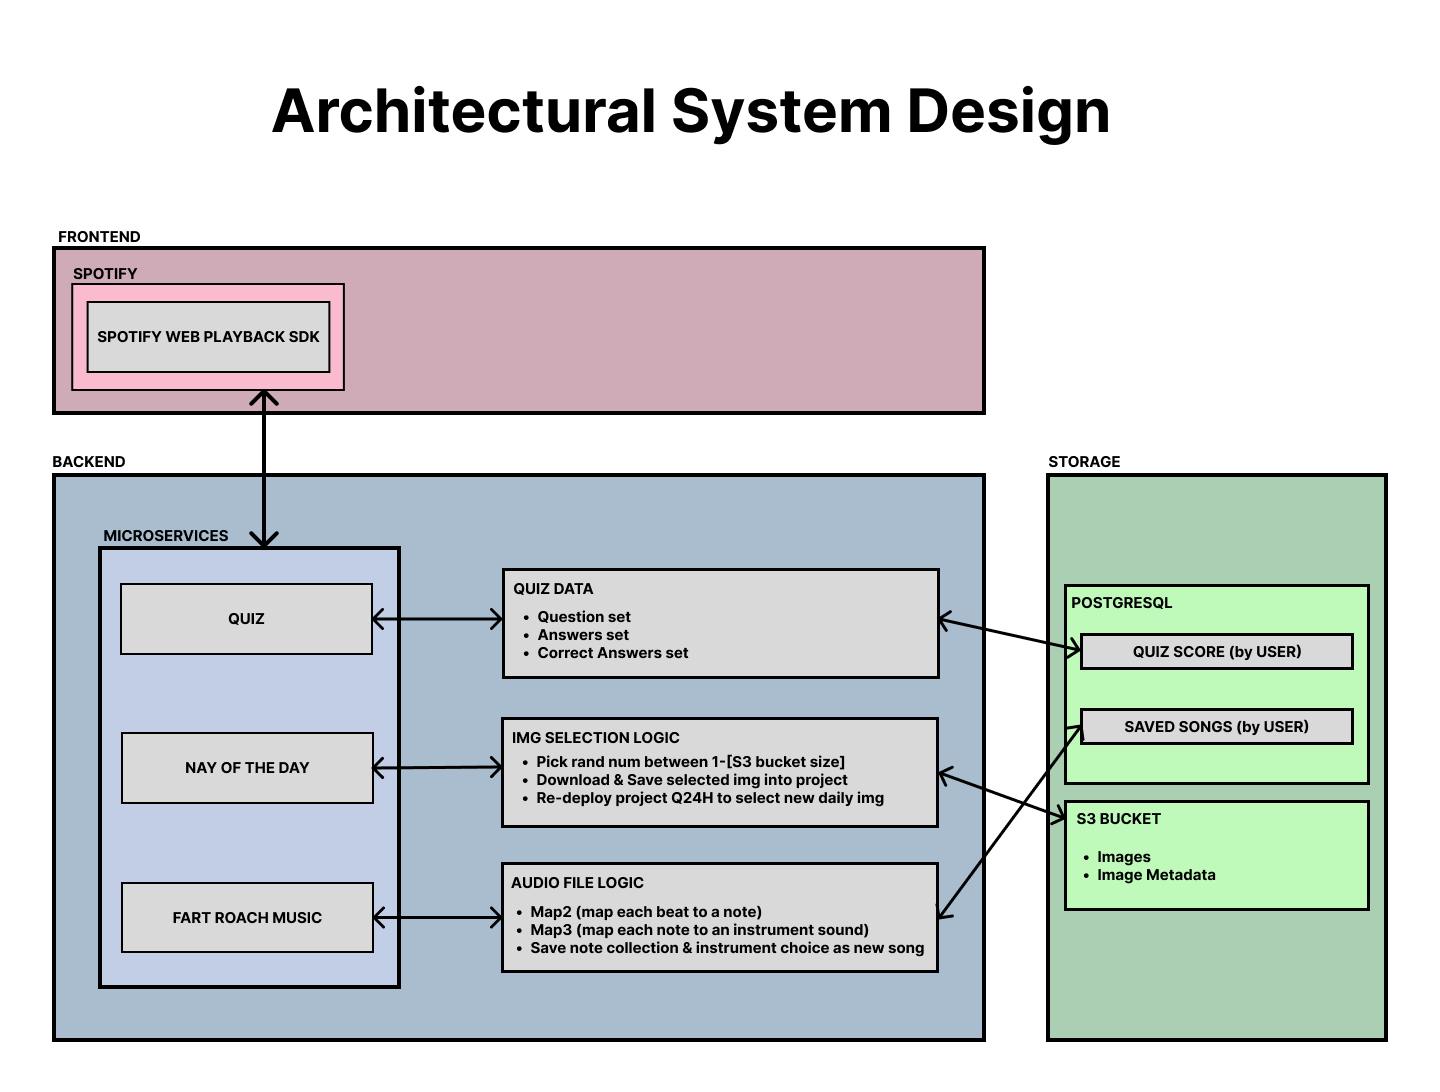 Architectural System Design
FRONTEND
SPOTIFY
SPOTIFY WEB PLAYBACK SDK
BACKEND
MICROSERVICES
QUIZ
NAY OF THE DAY
FART ROACH MUSIC
QUIZ DATA
• Question set
• Answers set
• Correct Answers set
IMG SELECTION LOGIC
• Pick rand num between 1-[S3 bucket size]
• Download & Save selected img into project
• Re-deploy project Q24H to select new daily img
AUDIO FILE LOGIC
• Map2 (map each beat to a note)
• Map3 (map each note to an instrument sound)
• Save note collection & instrument choice as new song
STORAGE
POSTGRESQL
QUIZ SCORE (by USER)
SAVED SONGS (by USER)
S3 BUCKET
• Images
• Image Metadata